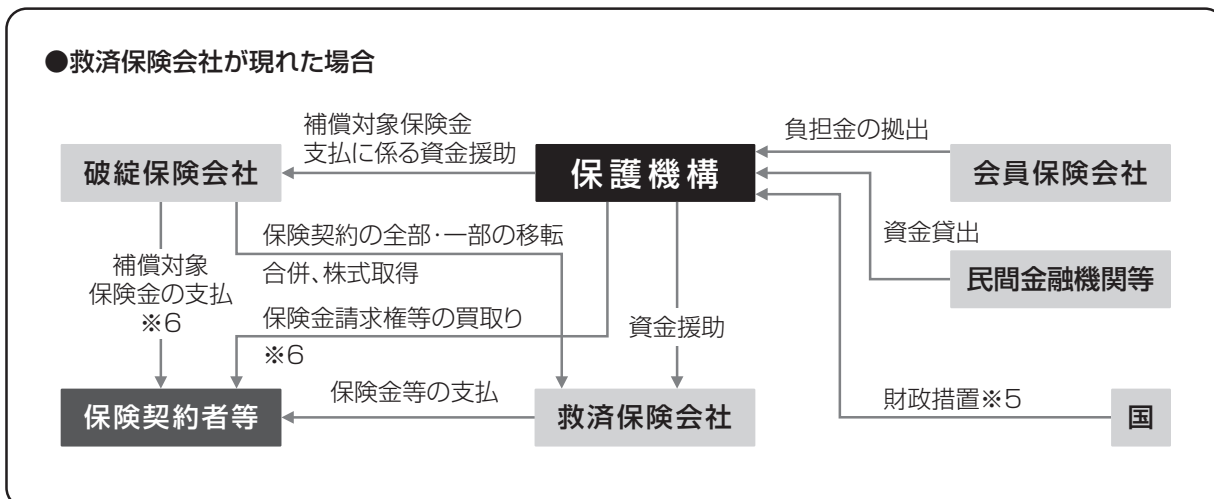 ●救済保険会社が現れた場合
補償対象保険金
支払に係る資金援助
負担金の拠出
破綻保険会社
保護機構
会員保険会社
保険契約の全部・一部の移転
合併、株式取得
資金貸出
補償対象
保険金の支払
※6
民間金融機関等
保険金請求権等の買取り
※6
資金援助
保険金等の支払
財政措置※5
保険契約者等
救済保険会社
国